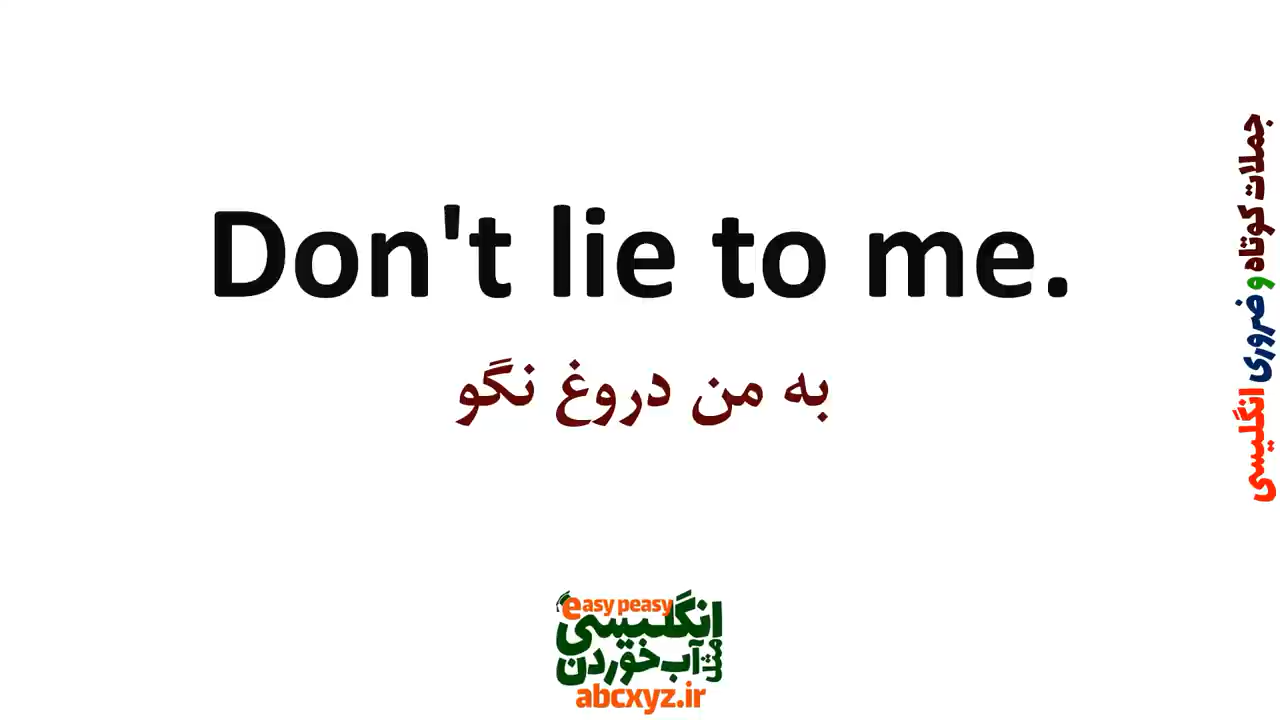 Don't lie to me.
به من دروغ نگو
جملات کوتاه و ضروری انگلیسی
easy peasy
انگلیسی
مثل آب خوردن
abcxyz.ir